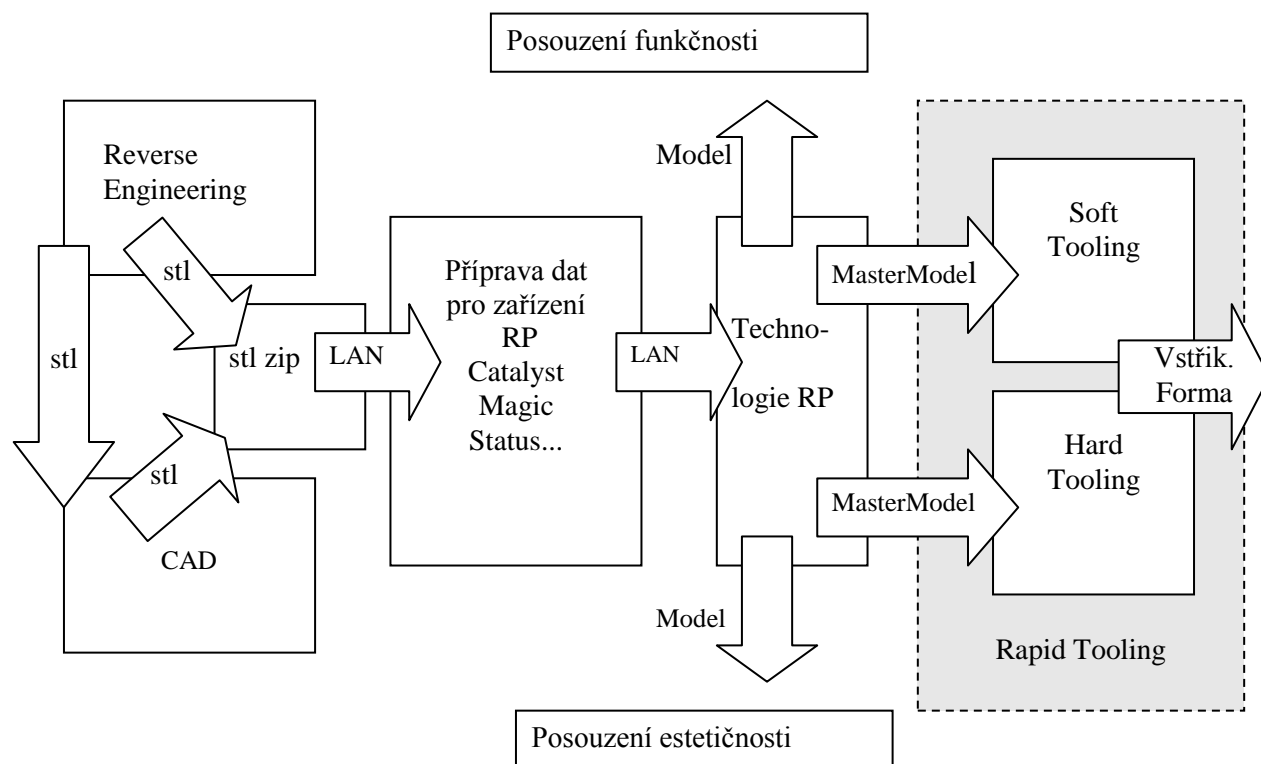 Posouzení funkčnosti
Reverse
Engineering
stl
stl
stl
stl zip
CAD
LAN
Příprava dat
pro zařízení
RP
Catalyst
Magic
Status...
LAN
Model
Techno-
logie RP
Model
MasterModel
MasterModel
Soft
Tooling
Hard
Tooling
Vstřik.
Forma
Rapid Tooling
Posouzení estetičnosti